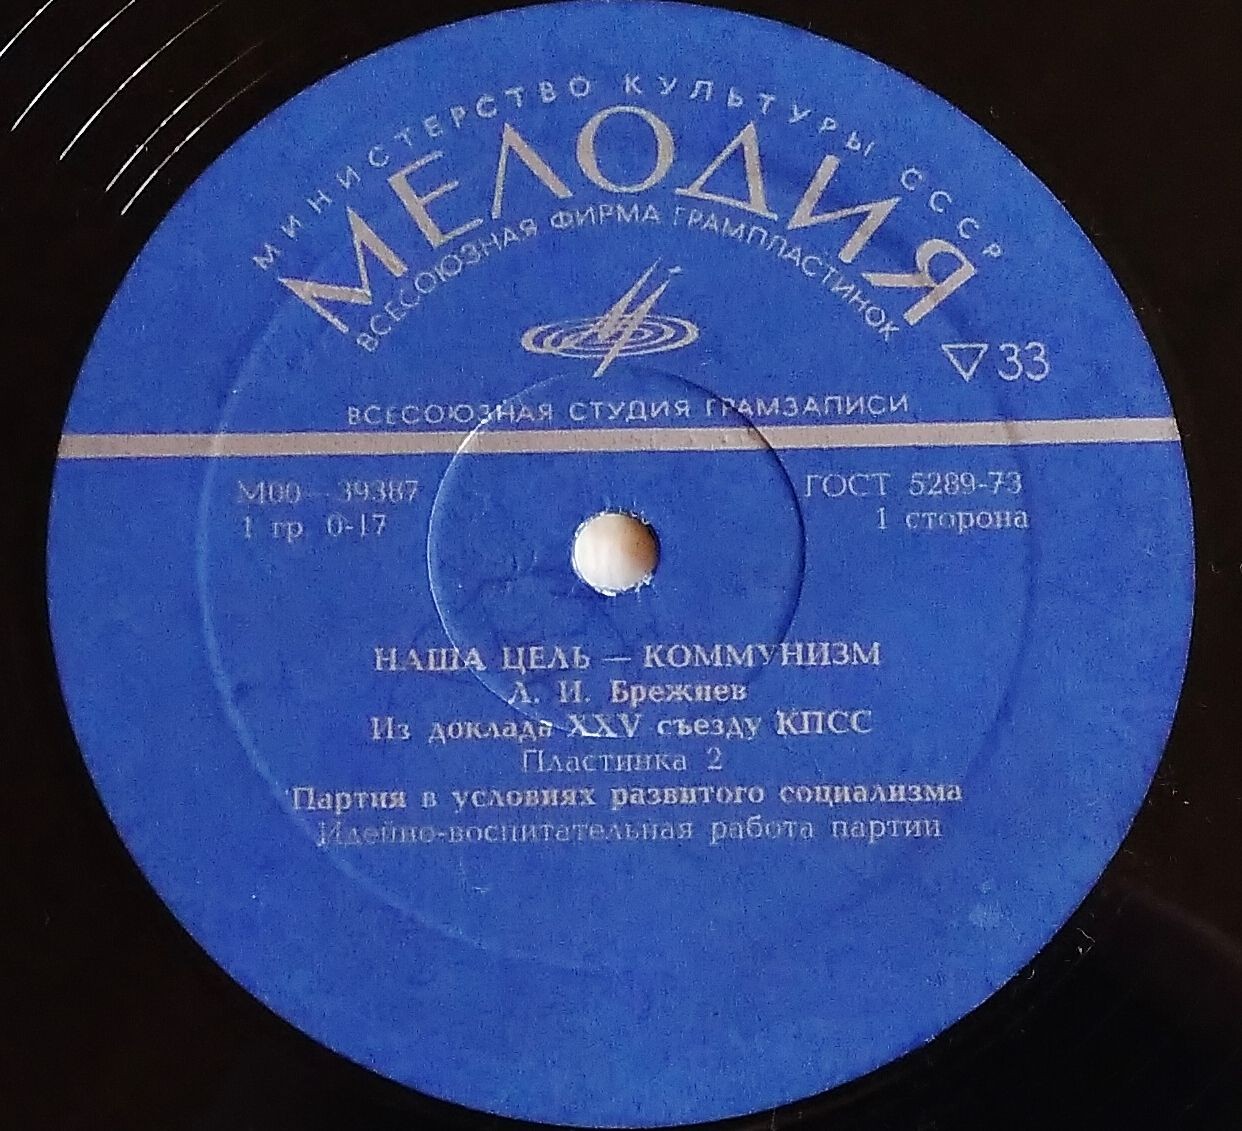 МИНИСТЕРСТВО КУЛЬТУРЫ СССР
МЕЛОДИЯ
ВСЕСОЮЗНАЯ ФИРМА ГРАМПЛАСТИНОК
33
ВСЕСОЮЗНАЯ СТУДИЯ ГРАМЗАПИСИ
М00—39387
ГОСТ 5289-73
1 гр. 0-17
1 сторона
НАША ЦЕЛЬ — КОММУНИЗМ
Л. И. Брежнев
Из доклада XXV съезду КПСС
Пластинка 2
Партия в условиях развитого социализма
Идейно-воспитательная работа партии